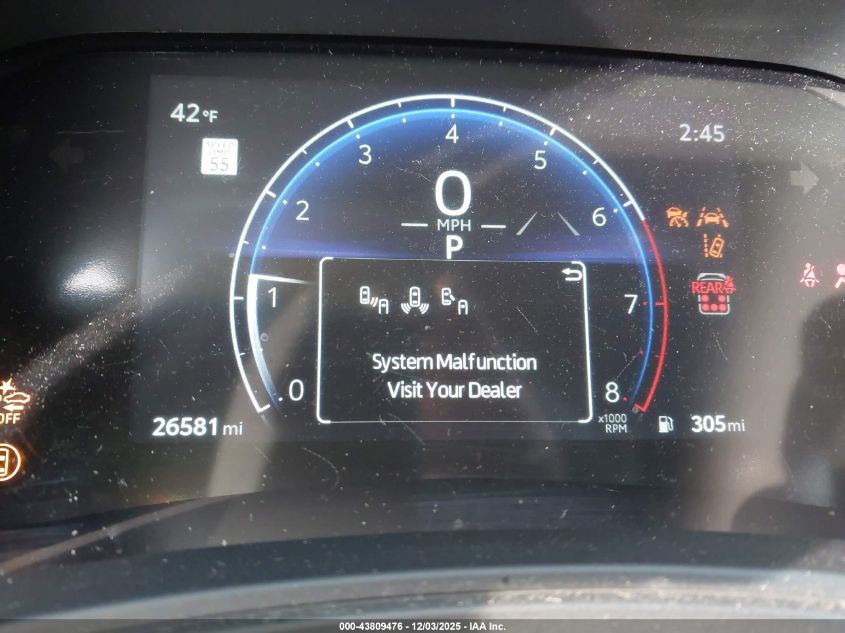 42°F
SPEED LIMIT 55
2:45
0
1
2
3
4
5
6
7
8
0
MPH
P
REAR
System Malfunction
Visit Your Dealer
OFF
x1000
RPM
26581 mi
305 mi
000-43809476 - 12/03/2025 - IAA Inc.